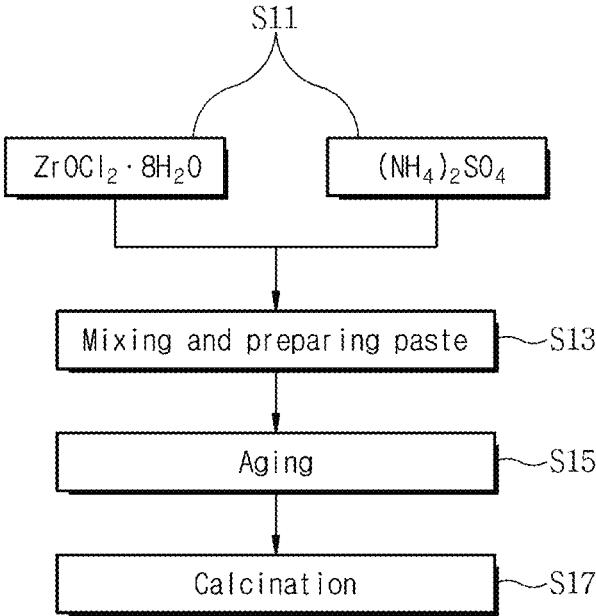 S11
ZrOCl₂·8H₂O
(NH₄)₂SO₄
Mixing and preparing paste
S13
Aging
S15
Calcination
S17